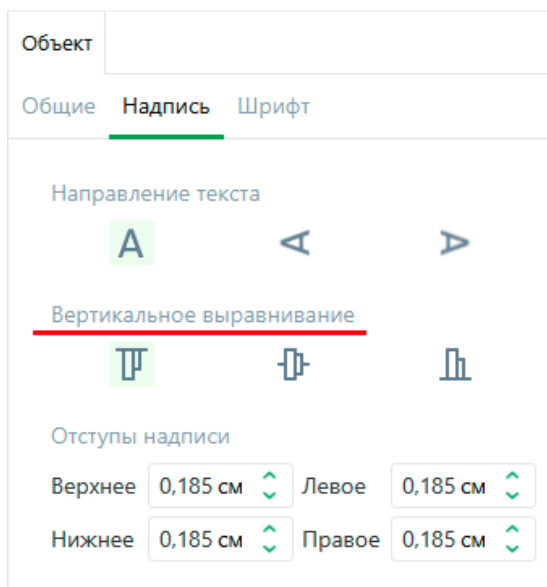 Объект
Общие Надпись Шрифт
Направление текста
A A A
Вертикальное выравнивание
Отступы надписи
Верхнее 0,185 см Левое 0,185 см
Нижнее 0,185 см Правое 0,185 см